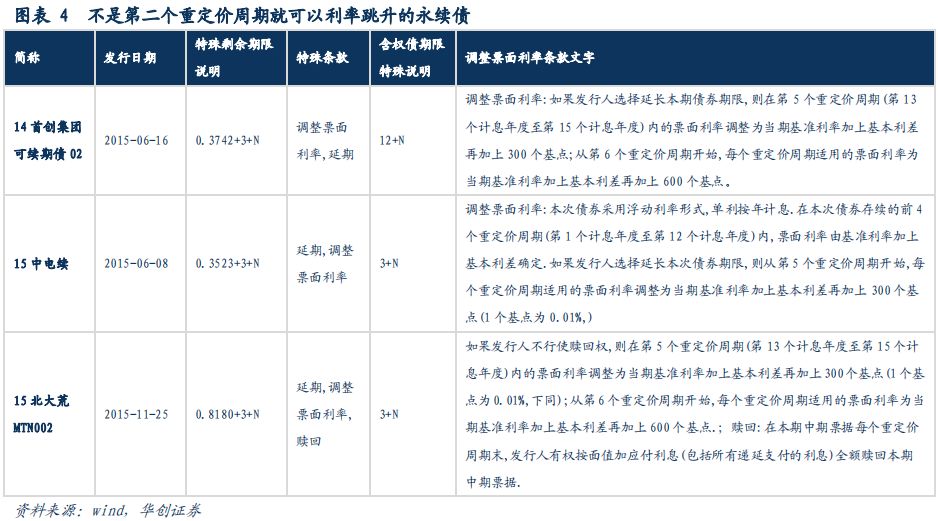 图表 4 不是第二个重定价周期就可以利率跳升的永续债
简称
发行日期
特殊剩余期限
说明
特殊条款
含权债期限
特殊说明
调整票面利率条款文字
14 首创集团
可续期债 02
2015-06-16
0.3742+3+N
调整票面
利率,延期
12+N
调整票面利率:如果发行人选择延长本期债券期限,则在第 5 个重定价周期(第 13
个计息年度至第 15 个计息年度)内的票面利率调整为当期基准利率加上基本利差
再加上 300 个基点;从第 6 个重定价周期开始,每个重定价周期适用的票面利率为
当期基准利率加上基本利差再加上 600 个基点。
15 中电续
2015-06-08
0.3523+3+N
延期,调整
票面利率
3+N
调整票面利率:本次债券采用浮动利率形式,单利按年计息.在本次债券存续的前 4
个重定价周期(第 1 个计息年度至第 12 个计息年度)内,票面利率由基准利率加上
基本利差确定.如果发行人选择延长本次债券期限,则从第 5 个重定价周期开始,每
个重定价周期适用的票面利率调整为当期基准利率加上基本利差再加上 300 个基
点(1 个基点为 0.01%,)
15 北大荒
MTN002
2015-11-25
0.8180+3+N
延期,调整
票面利率,
赎回
3+N
如果发行人不行使赎回权,则在第 5 个重定价周期(第 13 个计息年度至第 15 个计
息年度)内的票面利率调整为当期基准利率加上基本利差再加上 300 个基点(1 个基
点为 0.01%,下同);从第 6 个重定价周期开始,每个重定价周期适用的票面利率为当
期基准利率加上基本利差再加上 600 个基点.；赎回:在本期中期票据每个重定价
周期末,发行人有权按面值加应付利息(包括所有递延支付的利息)全额赎回本期
中期票据.
资料来源：wind，华创证券